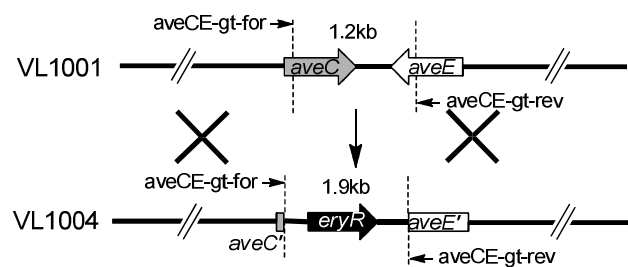 aveCE-gt-for
1.2kb
VL1001
aveC
aveE
aveCE-gt-rev
aveCE-gt-for
1.9kb
VL1004
eryR
aveE'
aveC'
aveCE-gt-rev